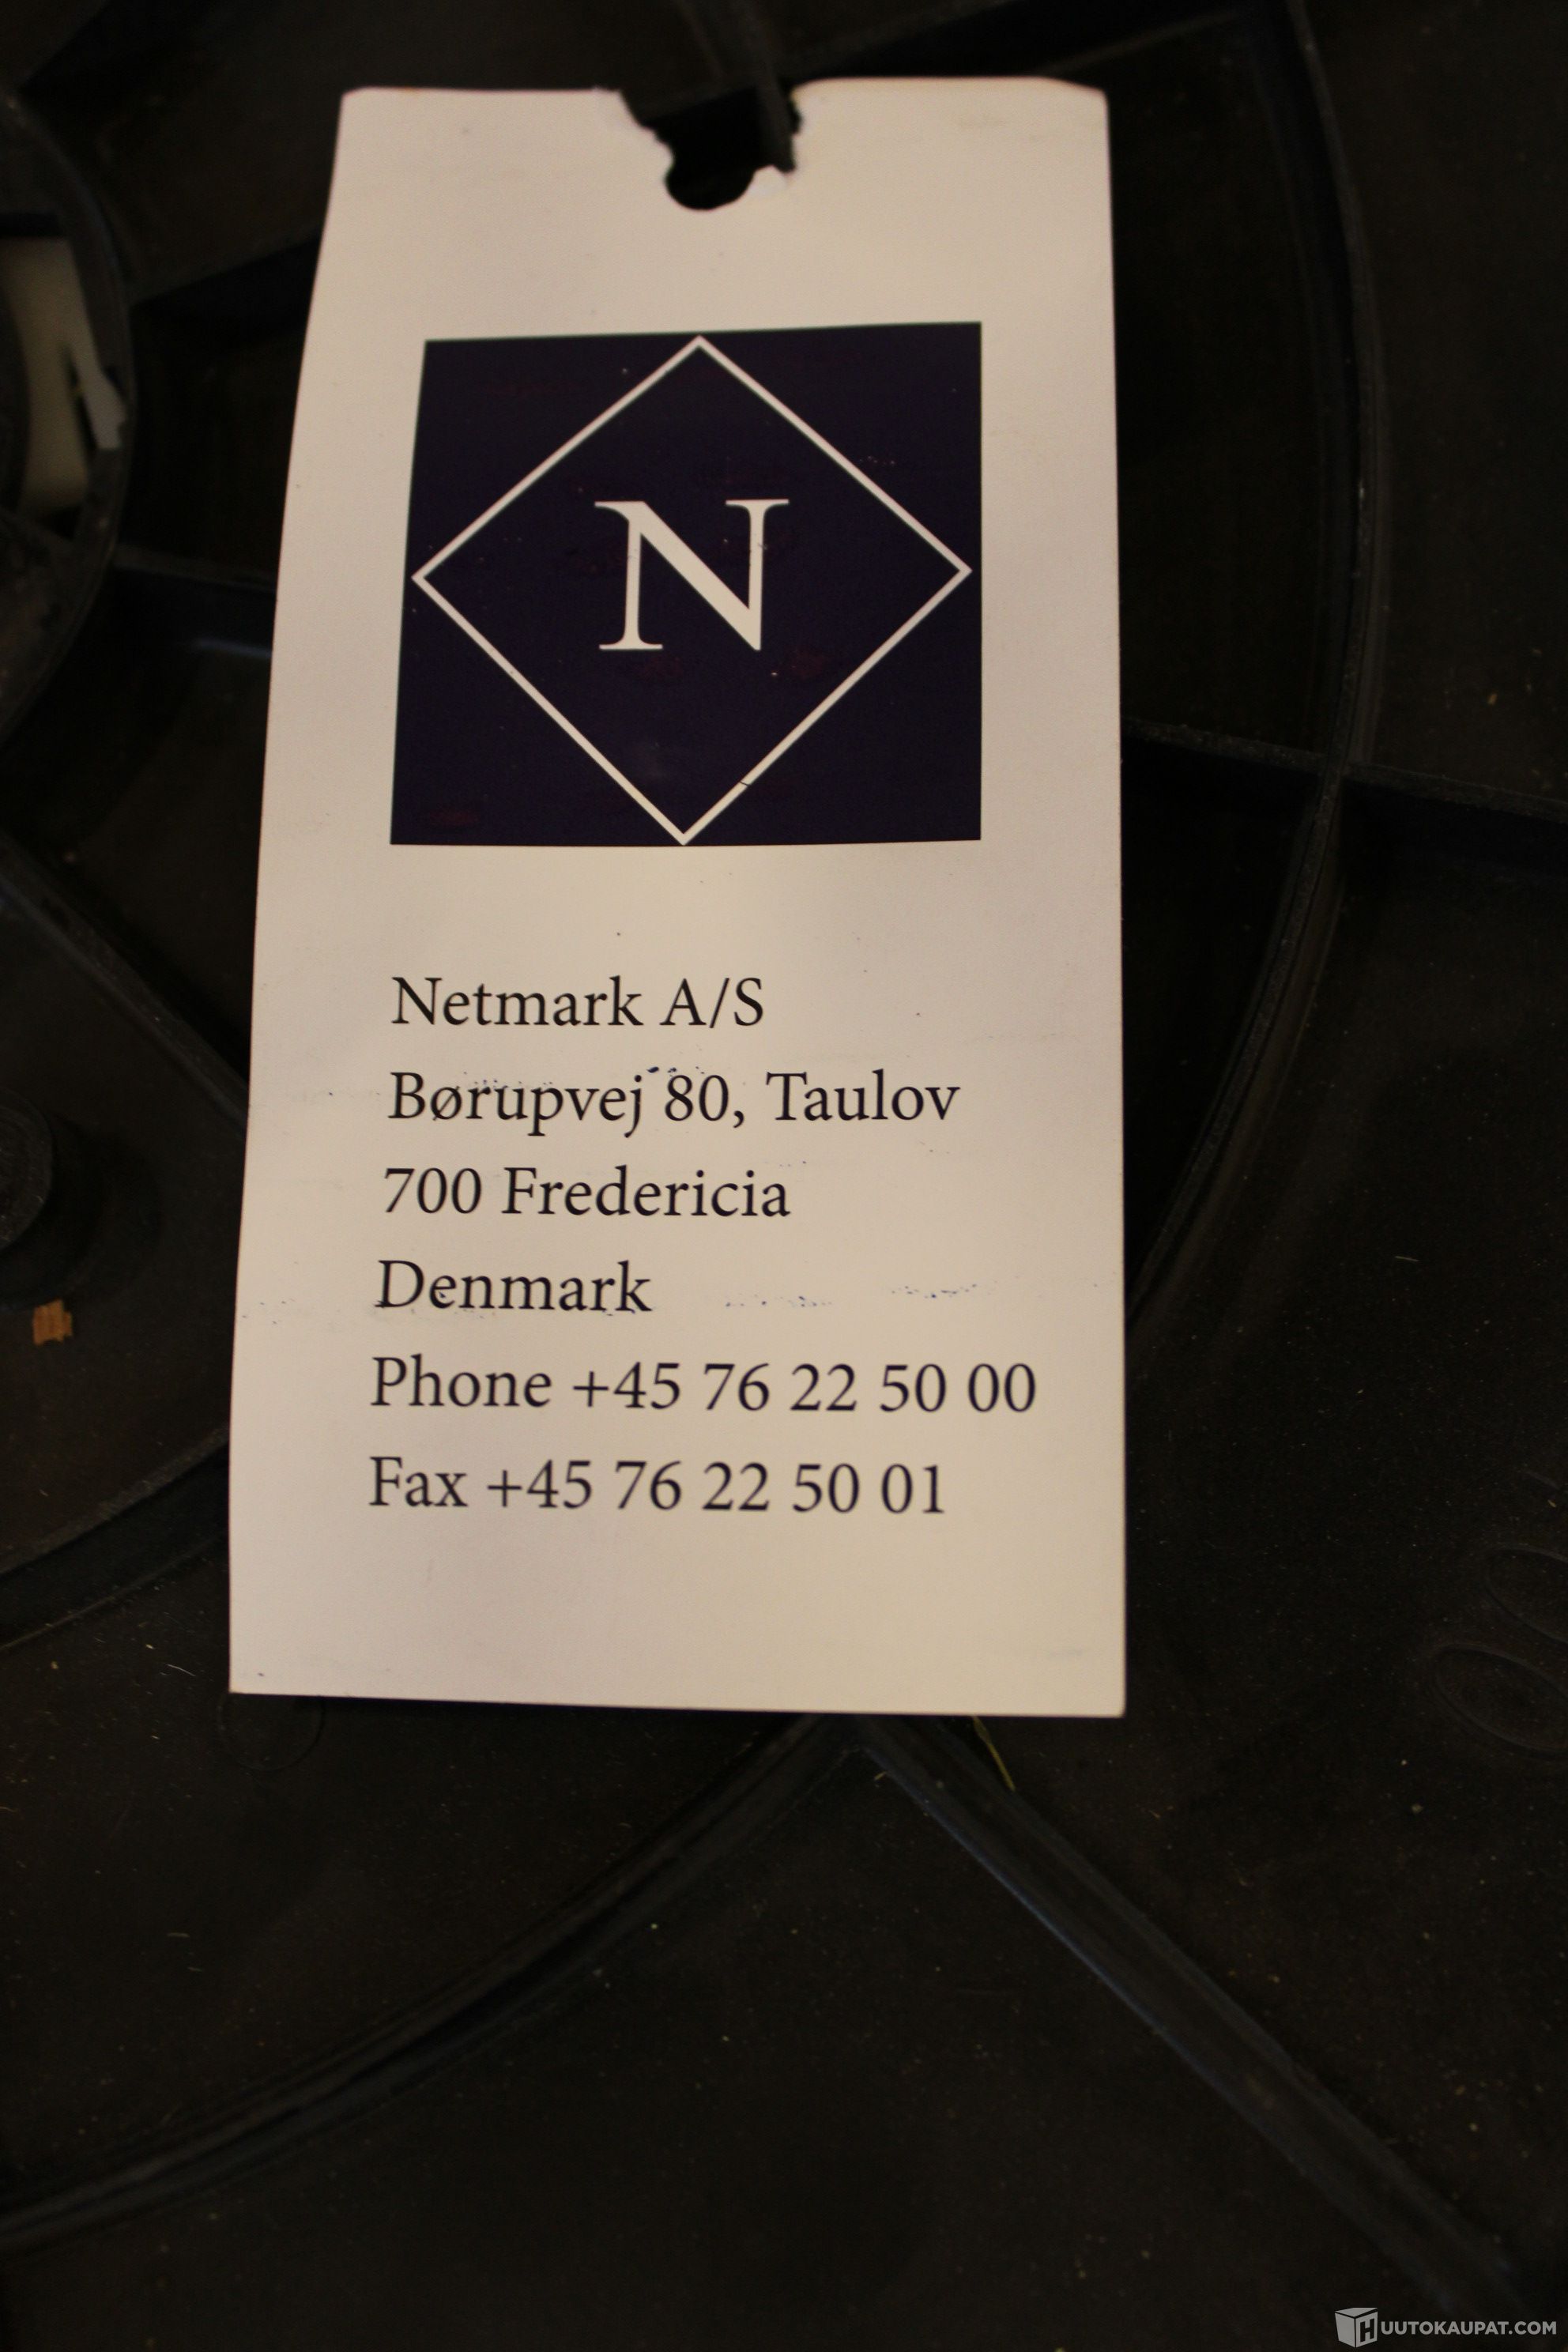 N
Netmark A/S
Børupvej 80, Taulov
700 Fredericia
Denmark
Phone +45 76 22 50 00
Fax +45 76 22 50 01
HUUTOKAUPAT.COM